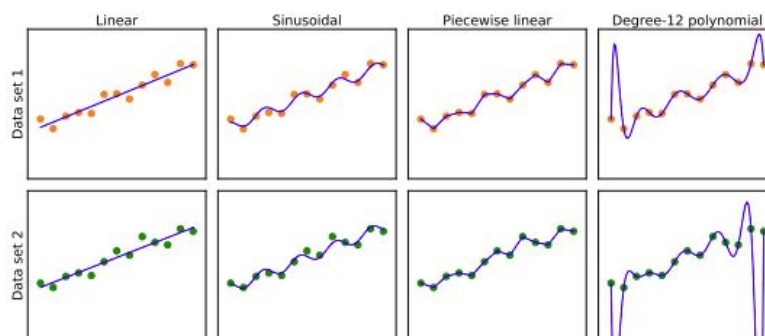 Linear
Sinusoidal
Piecewise linear
Degree-12 polynomial
Data set 1
Data set 2